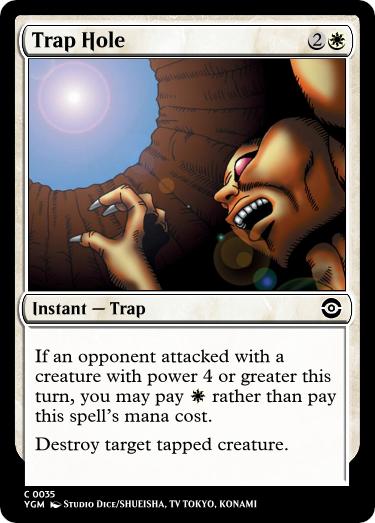 Trap Hole 2
Instant — Trap
If an opponent attacked with a
creature with power 4 or greater this
turn, you may pay rather than pay
this spell's mana cost.
Destroy target tapped creature.
C 0035
YGM Studio Dice/SHUEISHA, TV TOKYO, KONAMI